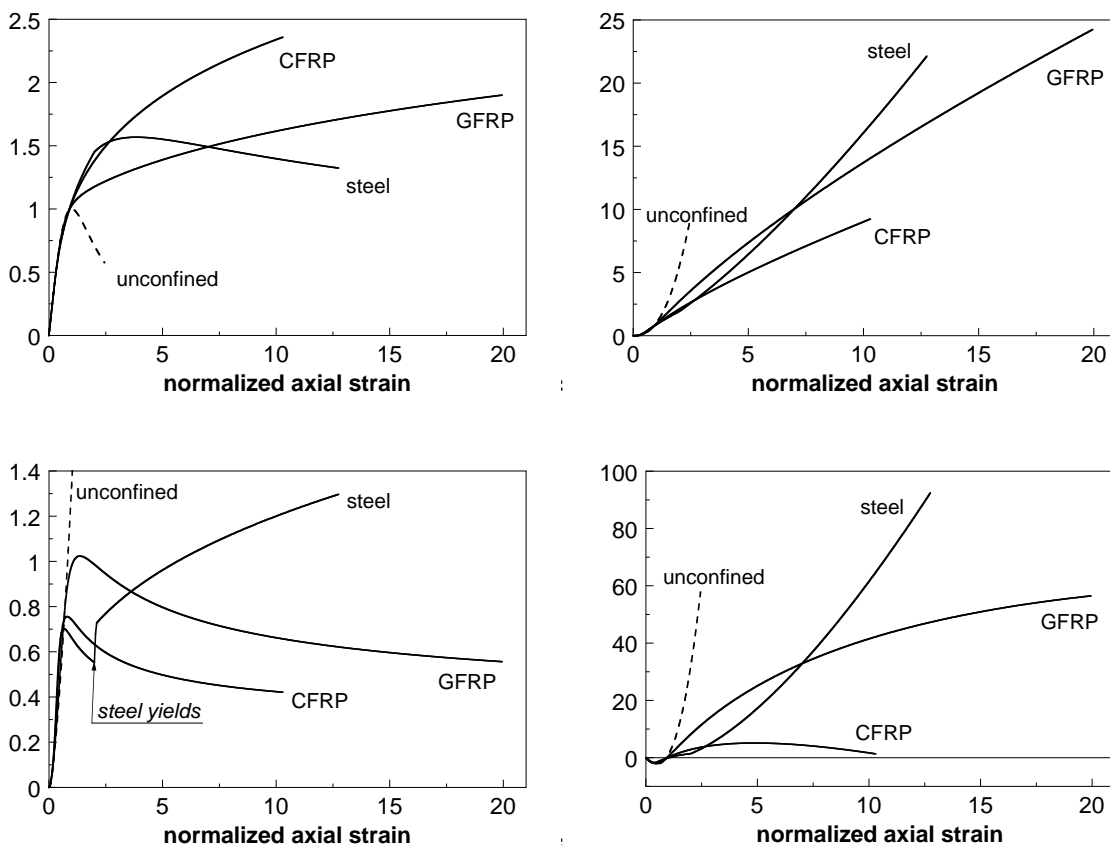 2.5
2
1.5
1
0.5
0
CFRP
GFRP
steel
unconfined
0 5 10 15 20
normalized axial strain
25
20
15
10
5
0
steel
GFRP
unconfined
CFRP
0 5 10 15 20
normalized axial strain
1.4
1.2
1
0.8
0.6
0.4
0.2
0
unconfined
steel
GFRP
CFRP
steel yields
0 5 10 15 20
normalized axial strain
100
80
60
40
20
0
steel
unconfined
GFRP
CFRP
0 5 10 15 20
normalized axial strain